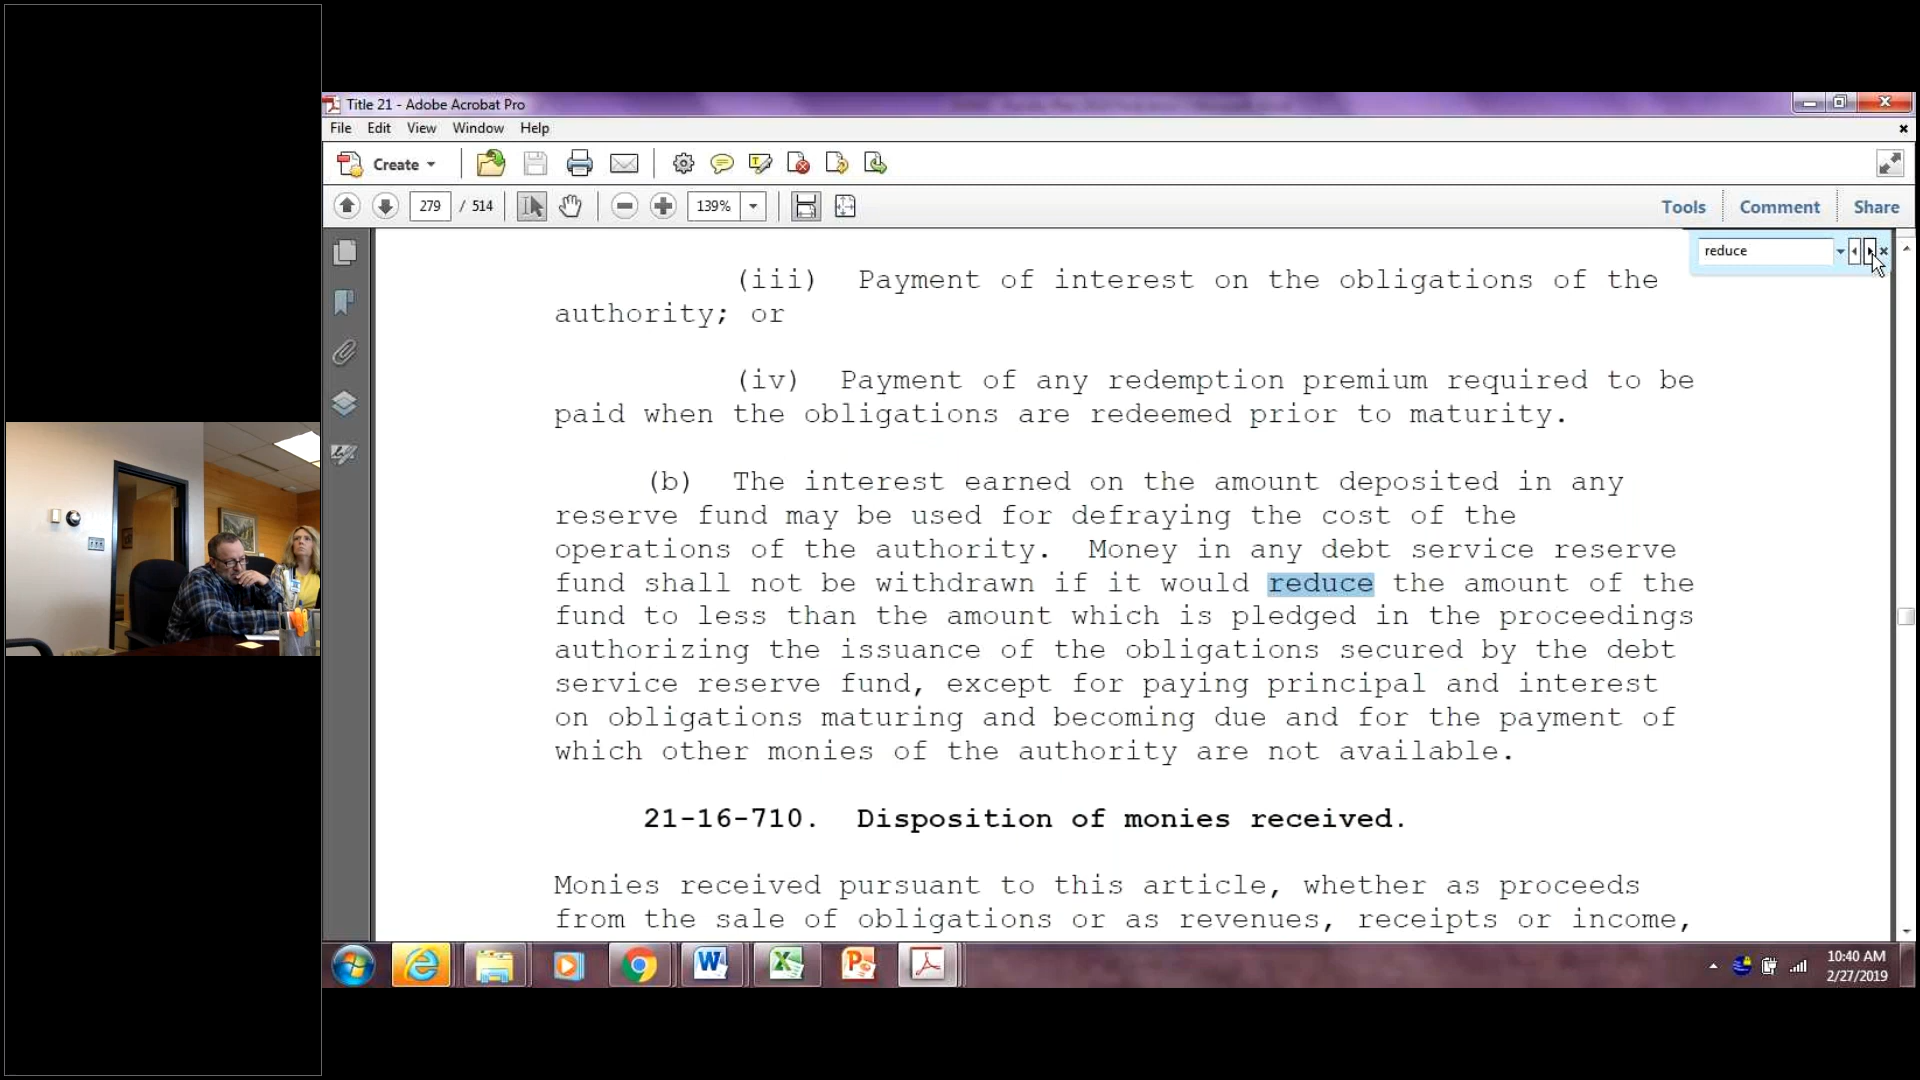 Title 21 - Adobe Acrobat Pro
File Edit View Window Help
Create
279 / 514 139% Tools Comment Share
reduce
(iii) Payment of interest on the obligations of the
authority; or
(iv) Payment of any redemption premium required to be
paid when the obligations are redeemed prior to maturity.
(b) The interest earned on the amount deposited in any
reserve fund may be used for defraying the cost of the
operations of the authority. Money in any debt service reserve
fund shall not be withdrawn if it would reduce the amount of the
fund to less than the amount which is pledged in the proceedings
authorizing the issuance of the obligations secured by the debt
service reserve fund, except for paying principal and interest
on obligations maturing and becoming due and for the payment of
which other monies of the authority are not available.
21-16-710. Disposition of monies received.
Monies received pursuant to this article, whether as proceeds
from the sale of obligations or as revenues, receipts or income,
10:40 AM
2/27/2019